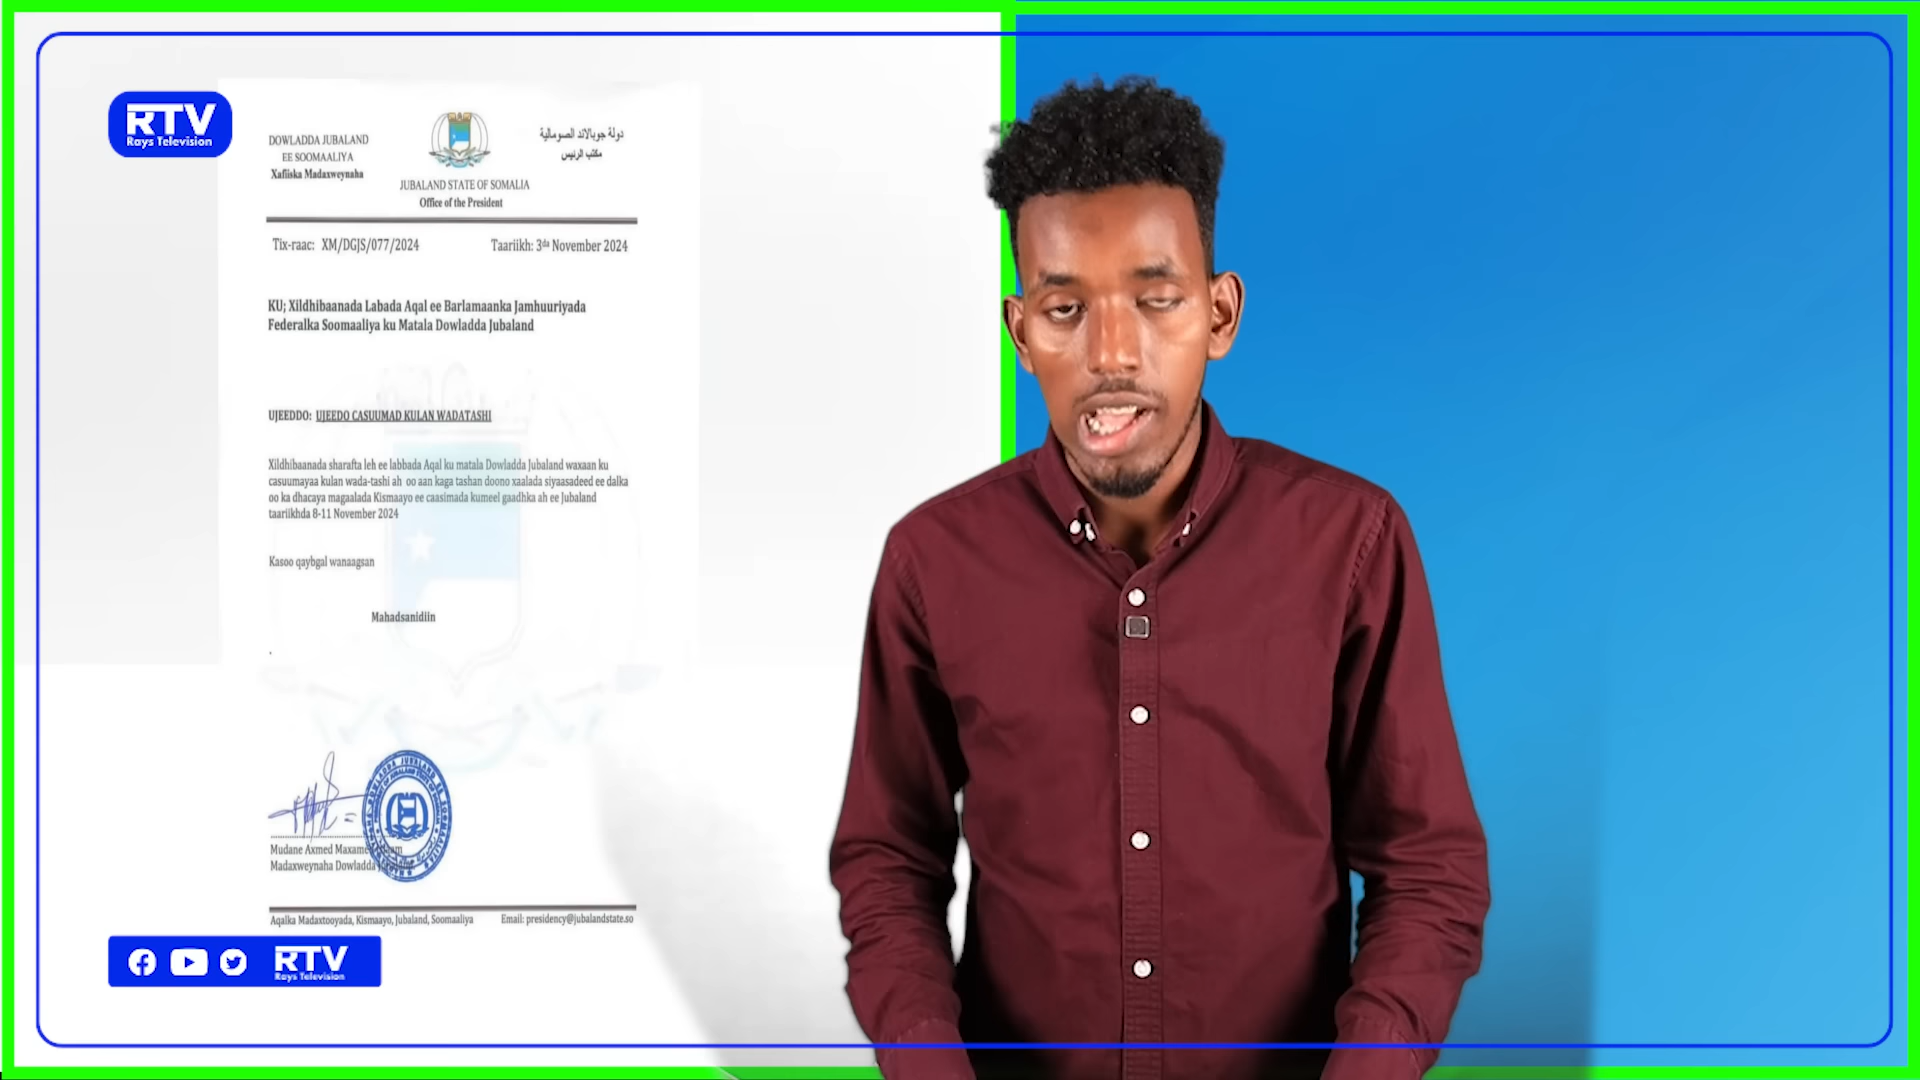 RTV
Rays Television
DOWLADDA JUBALAND
EE SOOMAALIYA
Xafiiska Madaxweynaha
دولة جوبالاند الصومالية
مكتب الرئيس
JUBALAND STATE OF SOMALIA
Office of the President
Tix-raac: XM/DGJS/077/2024
Taariikh: 3da November 2024
KU; Xildhibaanada Labada Aqal ee Barlamaanka Jamhuuriyada
Federalka Soomaaliya ku Matala Dowladda Jubaland
UJEEDDO: UJEEDO CASUUMAD KULAN WADATASHI
Xildhibaanada sharafta leh ee labbada Aqal ku matala Dowladda Jubaland waxaan ku
casuumayaa kulan wada-tashi ah oo aan kaga tashan doono xaalada siyaasadeed ee dalka
oo ka dhacaya magaalada Kismaayo ee caasimada kumeel gaadhka ah ee Jubaland
taariikhda 8-11 November 2024
Kasoo qaybgal wanaagsan
Mahadsanidiin
Mudane Axmed
Madaxweynaha Dowladda
Aqalka Madaxtooyada, Kismaayo, Jubaland, Soomaaliya
Email: presidency@jubalandstate.so
RTV
Rays Television